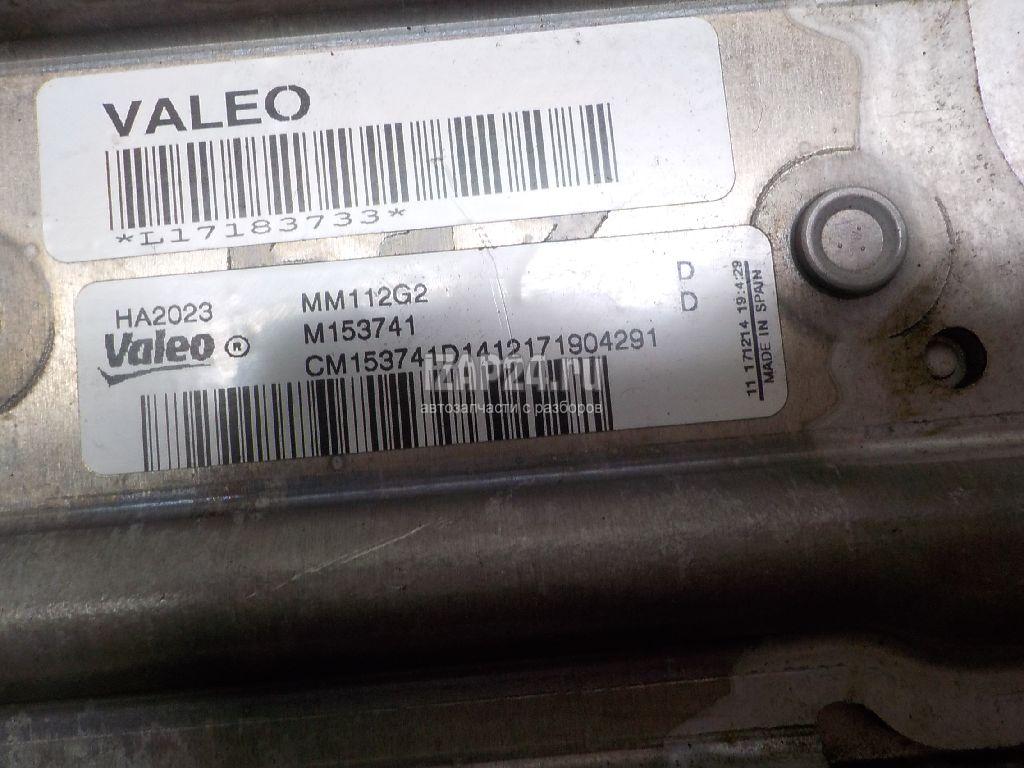 VALEO
*L17183733*
HA2023
MM112G2
Valeo ®
M153741
CM153741D1412171904291
D
D
11 171214 19:4:29
MADE IN SPAIN
IZAP24.ru
автозапчасти с разборов